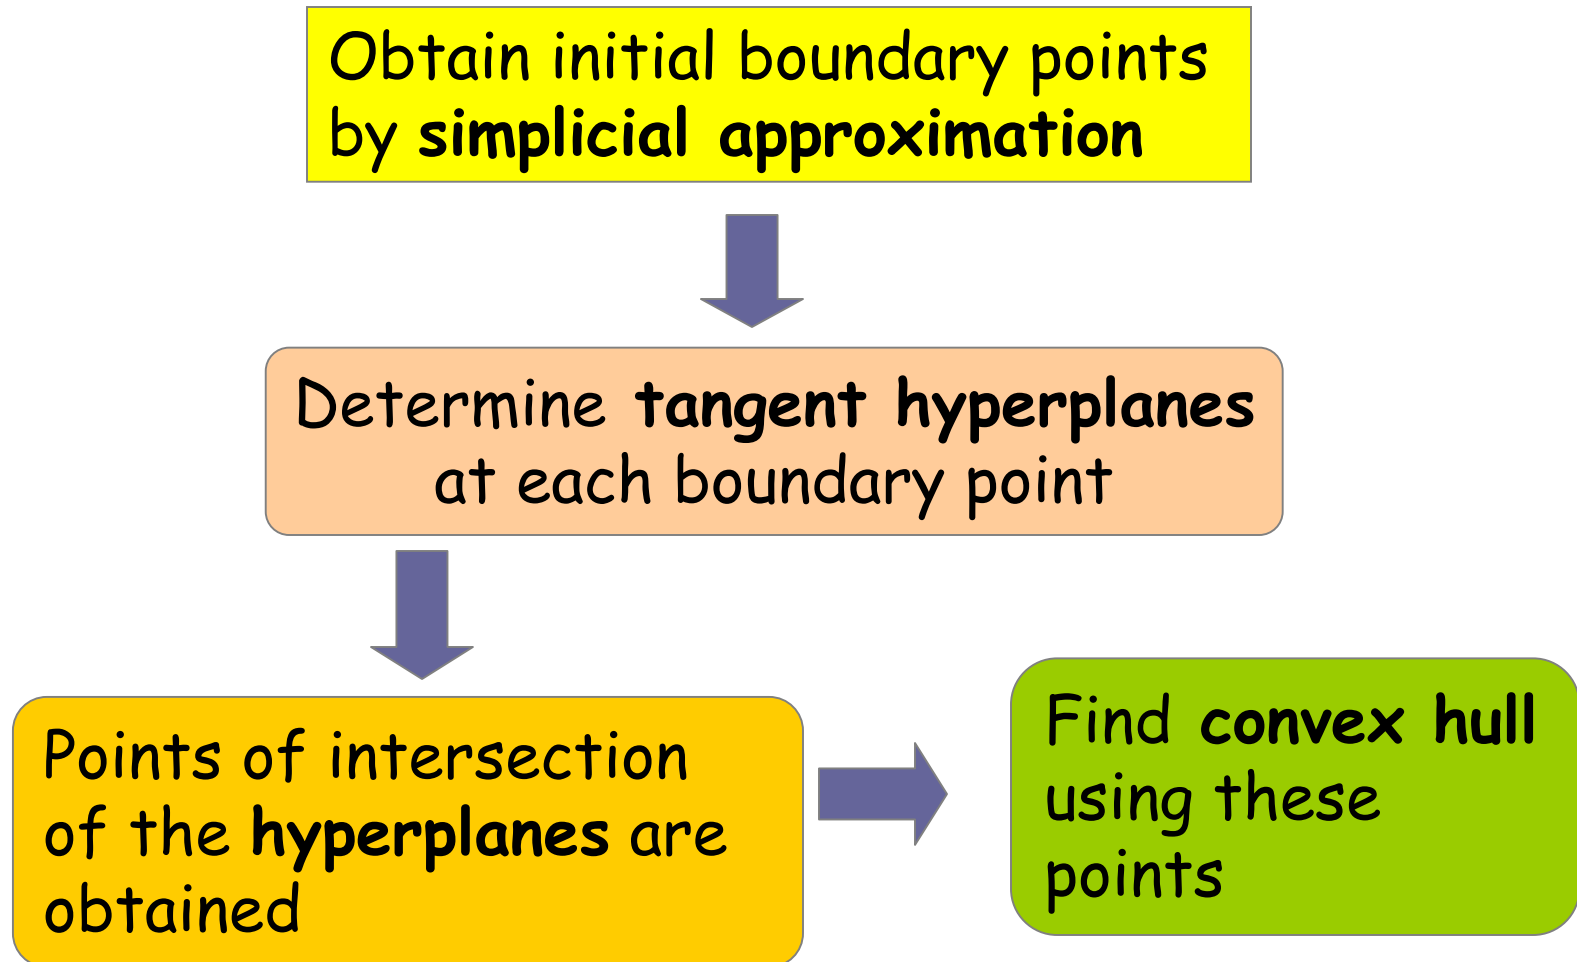 Obtain initial boundary points
by simplicial approximation
Determine tangent hyperplanes
at each boundary point
Points of intersection
of the hyperplanes are
obtained
Find convex hull
using these
points